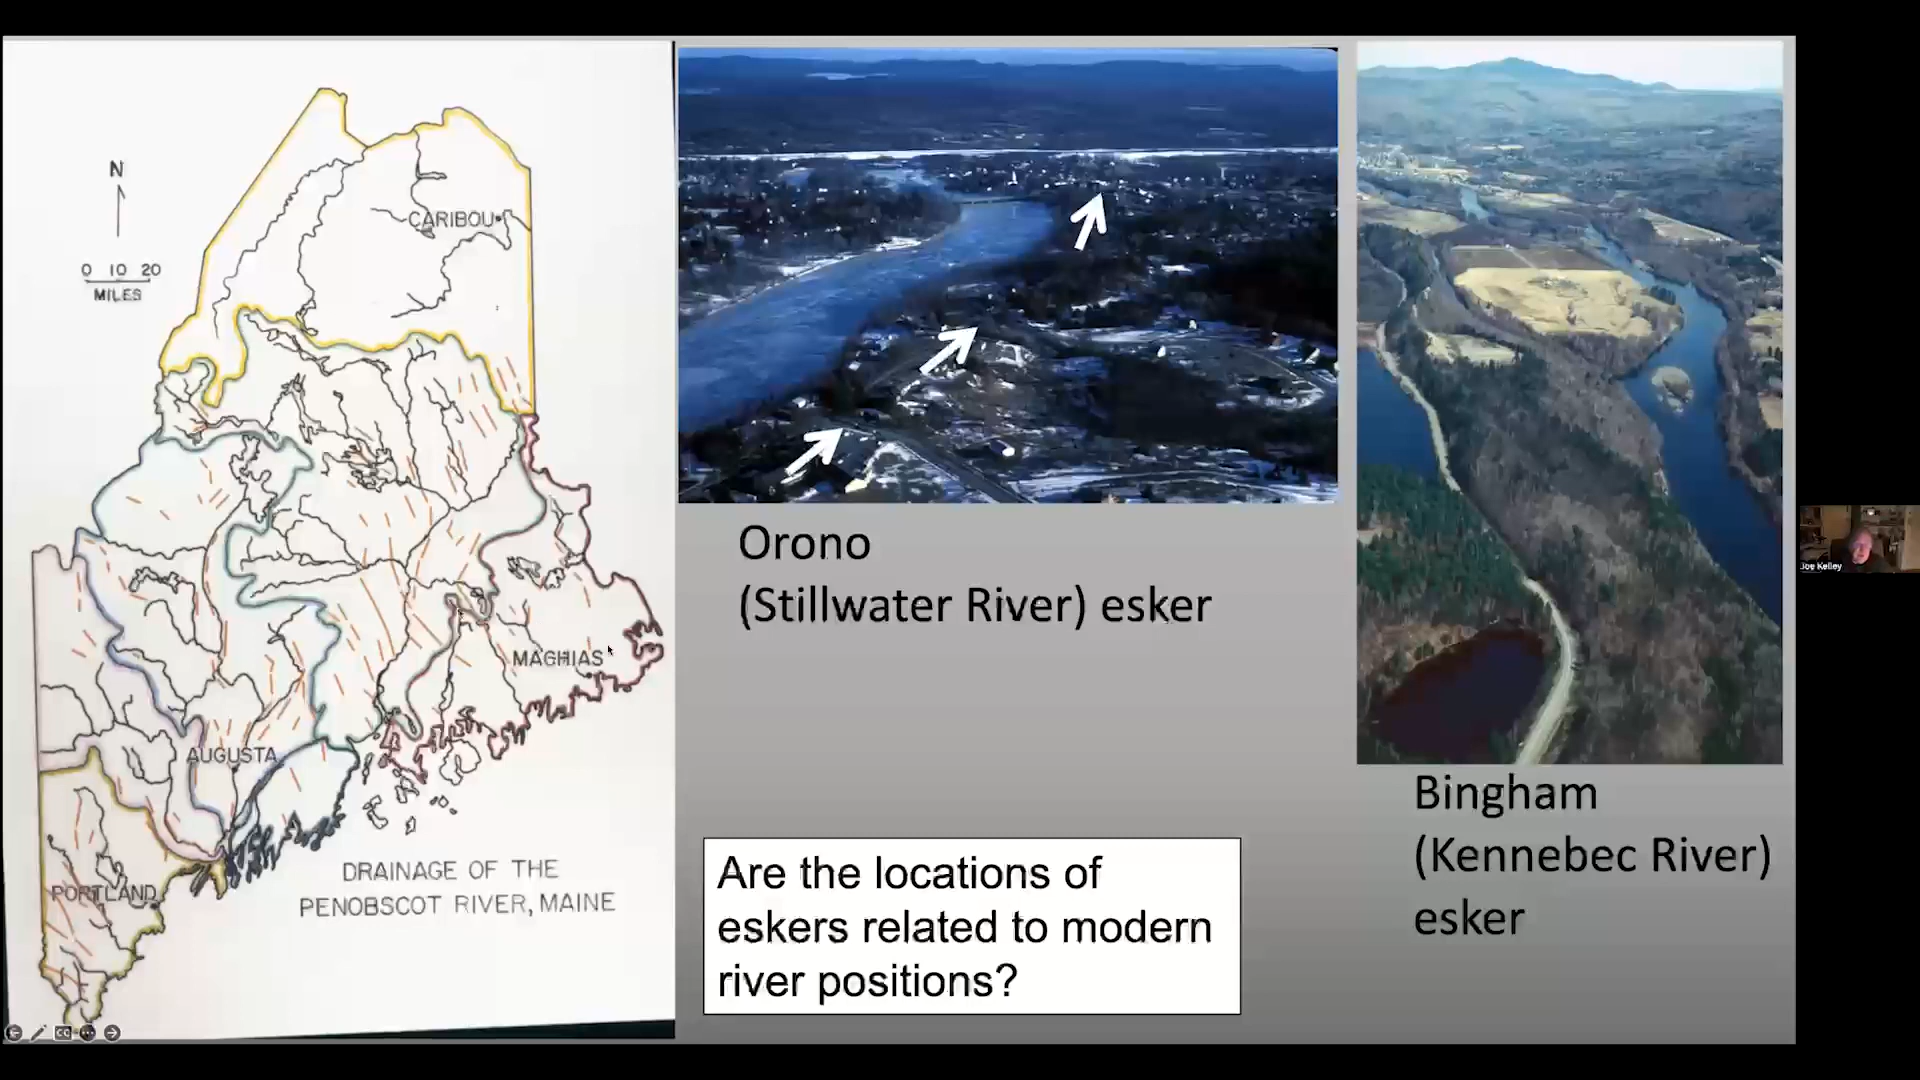 N
0 10 20
MILES
CARIBOU
MACHIAS
AUGUSTA
PORTLAND
DRAINAGE OF THE
PENOBSCOT RIVER, MAINE
Orono
(Stillwater River) esker
Are the locations of
eskers related to modern
river positions?
Bingham
(Kennebec River)
esker
Joe Kelley
CC